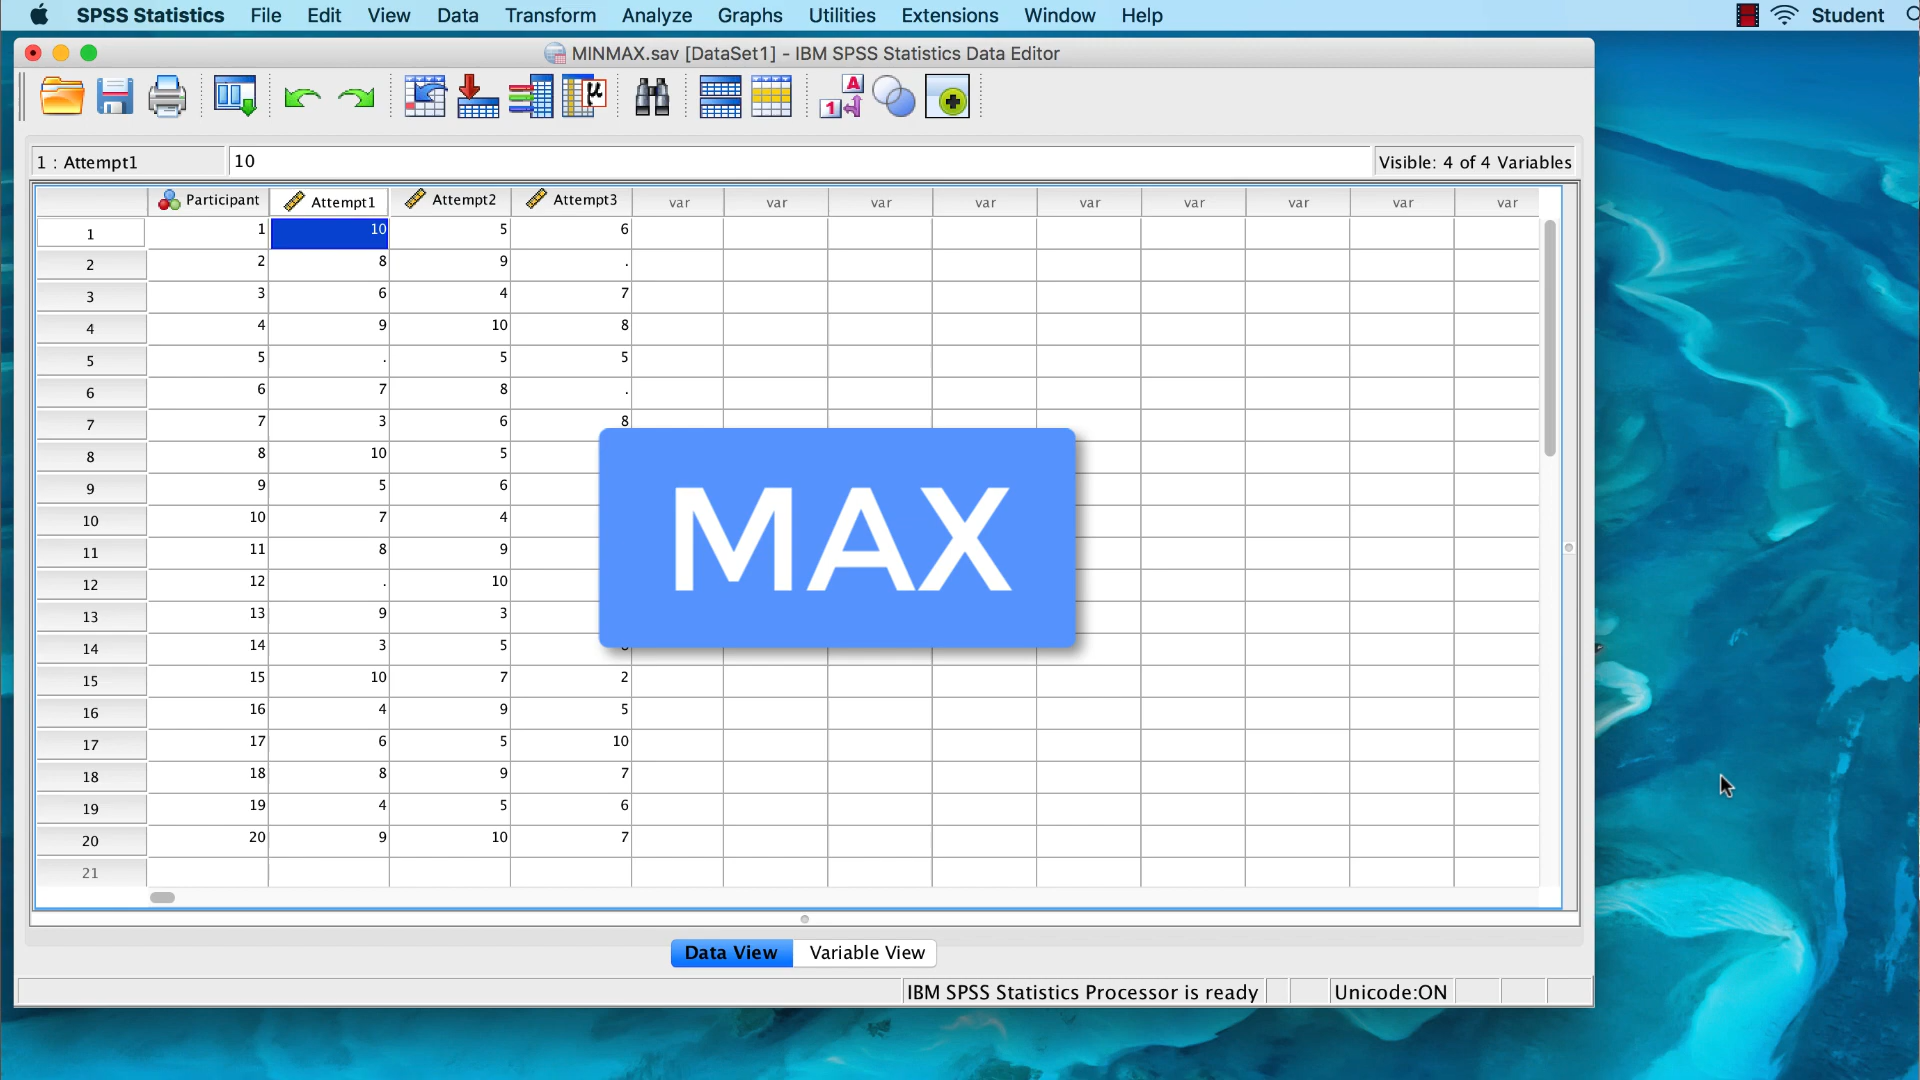 SPSS Statistics File Edit View Data Transform Analyze Graphs Utilities Extensions Window Help Student
MINMAX.sav [DataSet1] - IBM SPSS Statistics Data Editor
1 : Attempt1 10 Visible: 4 of 4 Variables
Participant Attempt1 Attempt2 Attempt3 var var var var var var var var var
1 1 10 5 6
2 2 8 9 .
3 3 6 4 7
4 4 9 10 8
5 5 . 5 5
6 6 7 8 .
7 7 3 6 8
8 8 10 5
9 9 5 6
10 10 7 4
11 11 8 9
12 12 . 10
13 13 9 3
14 14 3 5
15 15 10 7 2
16 16 4 9 5
17 17 6 5 10
18 18 8 9 7
19 19 4 5 6
20 20 9 10 7
21
MAX
Data View Variable View
IBM SPSS Statistics Processor is ready Unicode:ON